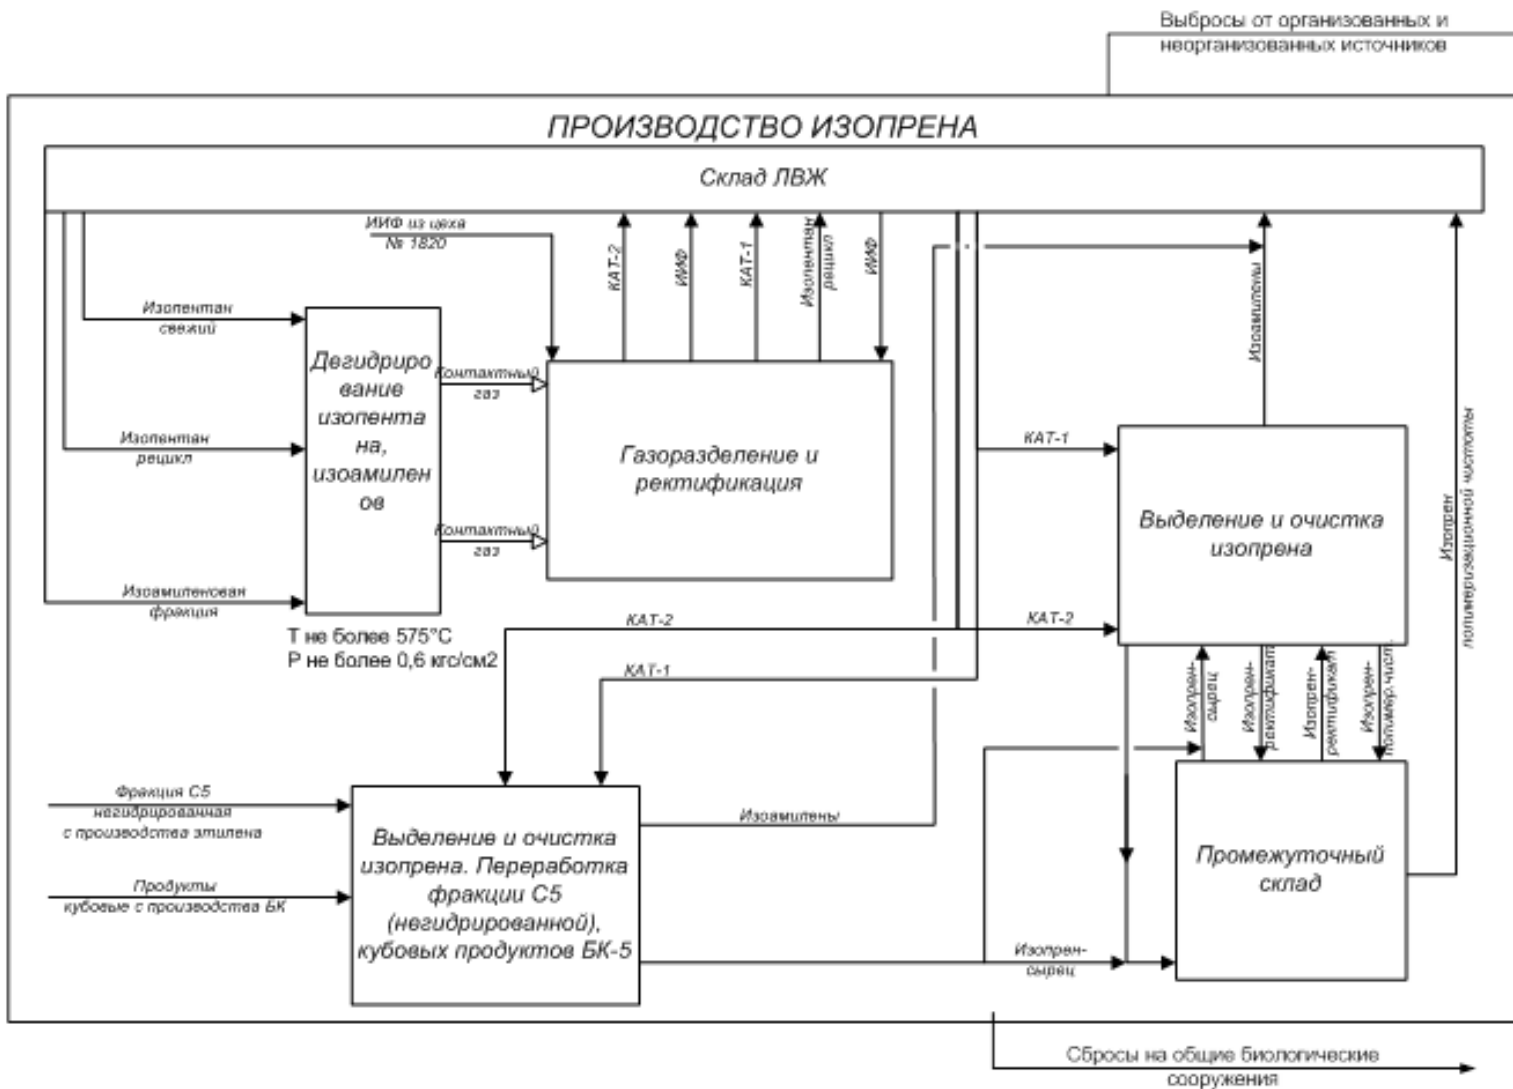 Выбросы от организованных и
неорганизованных источников
ПРОИЗВОДСТВО ИЗОПРЕНА
Склад ЛВЖ
ИИФ из цеха
№ 1820
КАТ-2
ИИФ
КАТ-1
Изопентан
рецикл
ИИФ
Изоамилены
Изопрен
полимеризационной чистоты
Изопентан
свежий
Изопентан
рецикл
Изоамиленовая
фракция
Дегидриро
вание
изопента
на,
изоамилен
ов
Контактный
газ
Контактный
газ
Газоразделение и
ректификация
Т не более 575°С
Р не более 0,6 кгс/см2
КАТ-1
КАТ-2
КАТ-2
КАТ-1
Выделение и очистка
изопрена
Изопрен-
сырец
Изопрен-
ректификат
Изопрен-
ректификат
Изопрен-
полимер.чист.
Фракция С5
негидрированная
с производства этилена
Продукты
кубовые с производства БК
Выделение и очистка
изопрена. Переработка
фракции С5
(негидрированной),
кубовых продуктов БК-5
Изоамилены
Изопрен-
сырец
Промежуточный
склад
Сбросы на общие биологические
сооружения